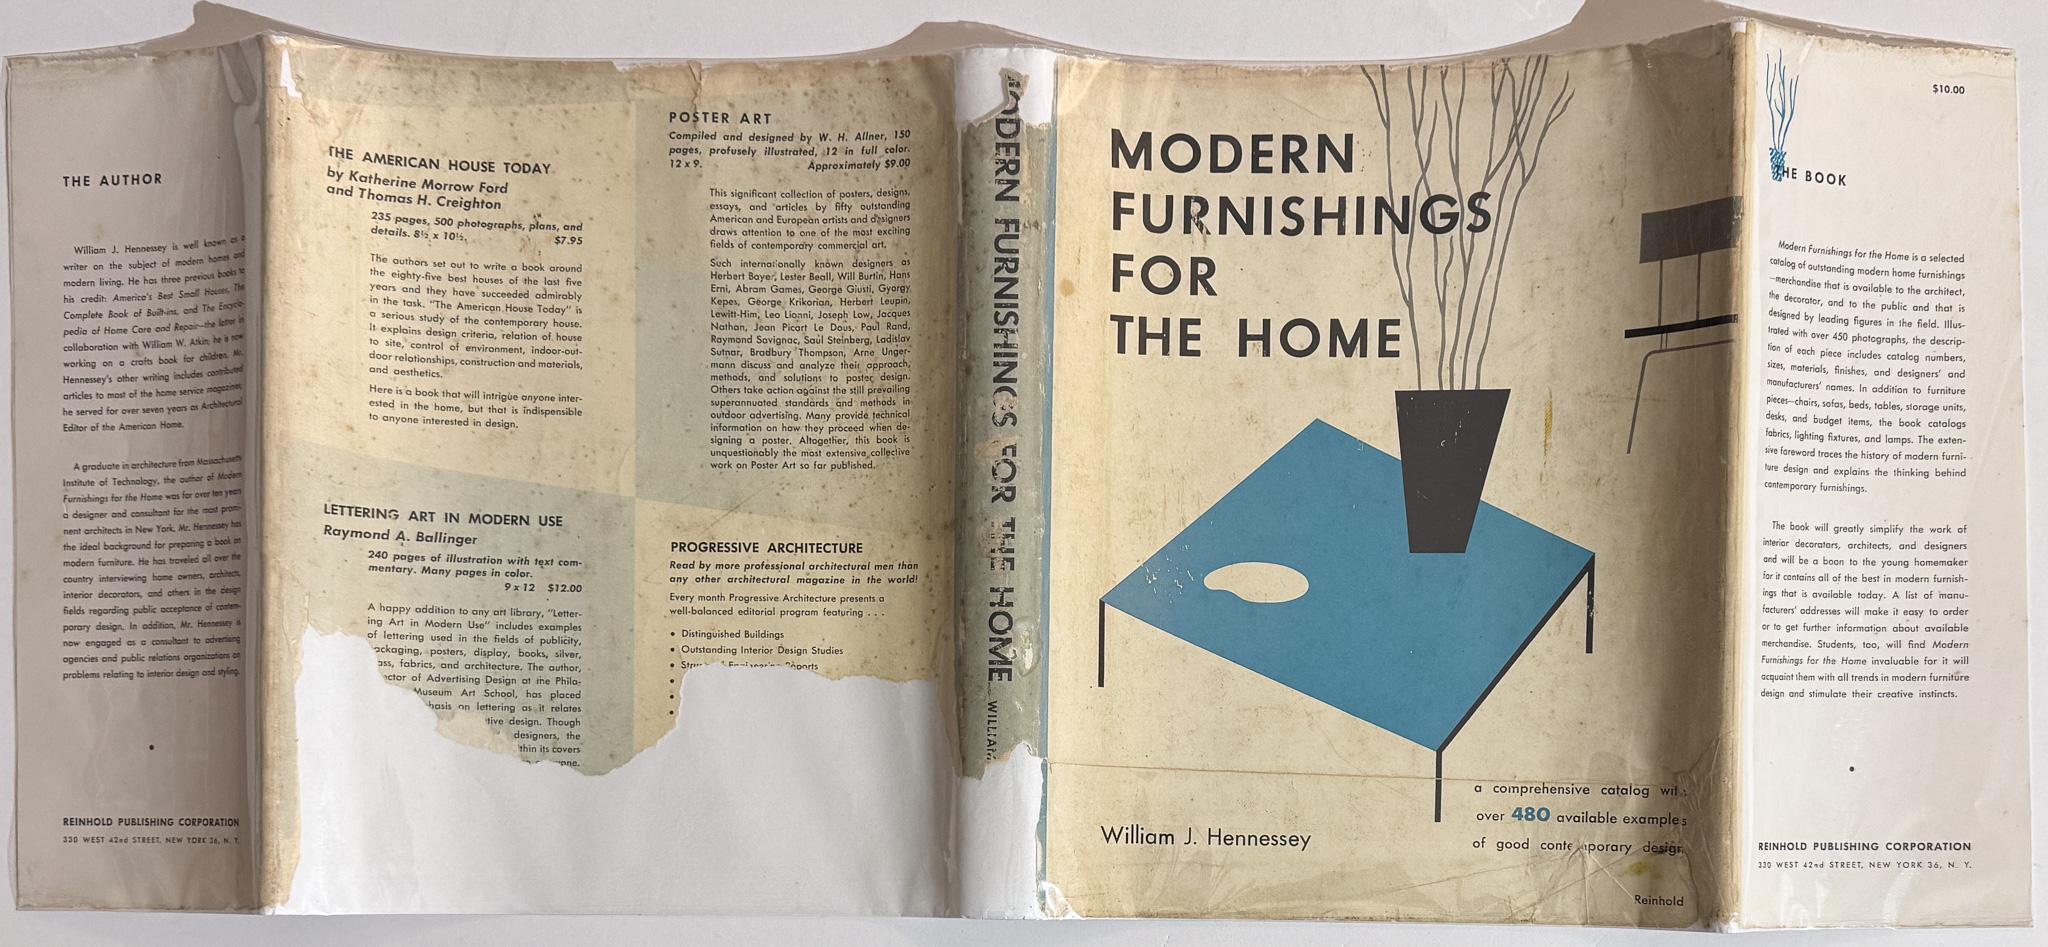 THE AUTHOR
William J. Hennessey is well known as a
writer on the subject of modern homes and
modern living. He has three previous books to
his credit: America's Best Small Houses, The
Complete Book of Built-ins, and The Encyclo-
pedia of Home Care and Repair—the latter in
collaboration with William W. Atkin; he is now
working on a crafts book for children. Mr.
Hennessey's other writing includes contributed
articles to most of the home service magazines;
he served for over seven years as Architectural
Editor of the American Home.
A graduate in architecture from Massachusetts
Institute of Technology, the author of Modern
Furnishings for the Home was for over ten years
a designer and consultant for the most promi-
nent architects in New York. Mr. Hennessey has
the ideal background for preparing a book on
modern furniture. He has traveled all over the
country interviewing home owners, architects,
interior decorators, and others in the design
fields regarding public acceptance of contem-
porary design. In addition, Mr. Hennessey is
now engaged as a consultant to advertising
agencies and public relations organizations on
problems relating to interior design and styling.
REINHOLD PUBLISHING CORPORATION
330 WEST 42nd STREET, NEW YORK 36, N. Y.
THE AMERICAN HOUSE TODAY
by Katherine Morrow Ford
and Thomas H. Creighton
235 pages, 500 photographs, plans, and
details. 8½ x 10½. $7.95
The authors set out to write a book around
the eighty-five best houses of the last five
years and they have succeeded admirably
in the task. "The American House Today" is
a serious study of the contemporary house.
It explains design criteria, relation of house
to site, control of environment, indoor-out-
door relationships, construction and materials,
and aesthetics.
Here is a book that will intrigue anyone inter-
ested in the home, but that is indispensible
to anyone interested in design.
LETTERING ART IN MODERN USE
Raymond A. Ballinger
240 pages of illustration with text com-
mentary. Many pages in color.
9 x 12 $12.00
A happy addition to any art library, "Letter-
ing Art in Modern Use" includes examples
of lettering used in the fields of publicity,
ackaging, posters, display, books, silver,
ass, fabrics, and architecture. The author,
ector of Advertising Design at the Phila-
Museum Art School, has placed
hasis on lettering as it relates
tive design. Though
designers, the
thin its covers
POSTER ART
Compiled and designed by W. H. Allner, 150
pages, profusely illustrated, 12 in full color.
12 x 9. Approximately $9.00
This significant collection of posters, designs,
essays, and articles by fifty outstanding
American and European artists and designers
draws attention to one of the most exciting
fields of contemporary commercial art.
Such internationally known designers as
Herbert Bayer, Lester Beall, Will Burtin, Hans
Erni, Abram Games, George Giusti, Gyorgy
Kepes, George Krikorian, Herbert Leupin,
Lewitt-Him, Leo Lionni, Joseph Low, Jacques
Nathan, Jean Picart Le Dous, Paul Rand,
Raymond Savignac, Saul Steinberg, Ladislav
Sutnar, Bradbury Thompson, Arne Unger-
mann discuss and analyze their approach,
methods, and solutions to poster design.
Others take action against the still prevailing
superannuated standards and methods in
outdoor advertising. Many provide technical
information on how they proceed when de-
signing a poster. Altogether, this book is
unquestionably the most extensive collective
work on Poster Art so far published.
PROGRESSIVE ARCHITECTURE
Read by more professional architectural men than
any other architectural magazine in the world!
Every month Progressive Architecture presents a
well-balanced editorial program featuring . . .
• Distinguished Buildings
• Outstanding Interior Design Studies
• Structural Engineering Reports
MODERN FURNISHINGS FOR THE HOME WILLIAM
MODERN
FURNISHINGS
FOR
THE HOME
a comprehensive catalog with
over 480 available examples
of good contemporary design
William J. Hennessey
Reinhold
$10.00
THE BOOK
Modern Furnishings for the Home is a selected
catalog of outstanding modern home furnishings
—merchandise that is available to the architect,
the decorator, and to the public and that is
designed by leading figures in the field. Illus-
trated with over 450 photographs, the descrip-
tion of each piece includes catalog numbers,
sizes, materials, finishes, and designers' and
manufacturers' names. In addition to furniture
pieces—chairs, sofas, beds, tables, storage units,
desks, and budget items, the book catalogs
fabrics, lighting fixtures, and lamps. The exten-
sive foreword traces the history of modern furni-
ture design and explains the thinking behind
contemporary furnishings.
The book will greatly simplify the work of
interior decorators, architects, and designers
and will be a boon to the young homemaker
for it contains all of the best in modern furnish-
ings that is available today. A list of manu-
facturers' addresses will make it easy to order
or to get further information about available
merchandise. Students, too, will find Modern
Furnishings for the Home invaluable for it will
acquaint them with all trends in modern furniture
design and stimulate their creative instincts.
REINHOLD PUBLISHING CORPORATION
330 WEST 42nd STREET, NEW YORK 36, N. Y.